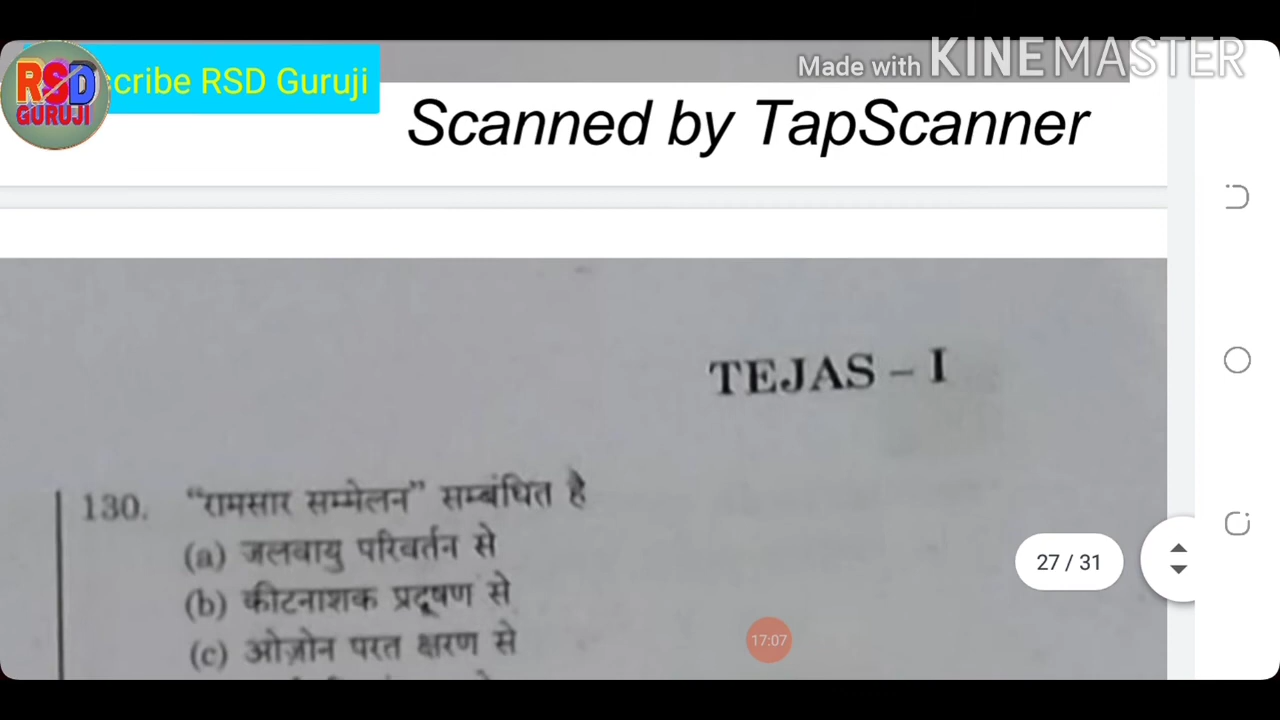 RSD
GURUJI
cribe RSD Guruji
Made with KINEMASTER
Scanned by TapScanner
TEJAS – I
130. “रामसार सम्मेलन” सम्बंधित है
(a) जलवायु परिवर्तन से
(b) कीटनाशक प्रदूषण से
(c) ओज़ोन परत क्षरण से
27 / 31
17:07